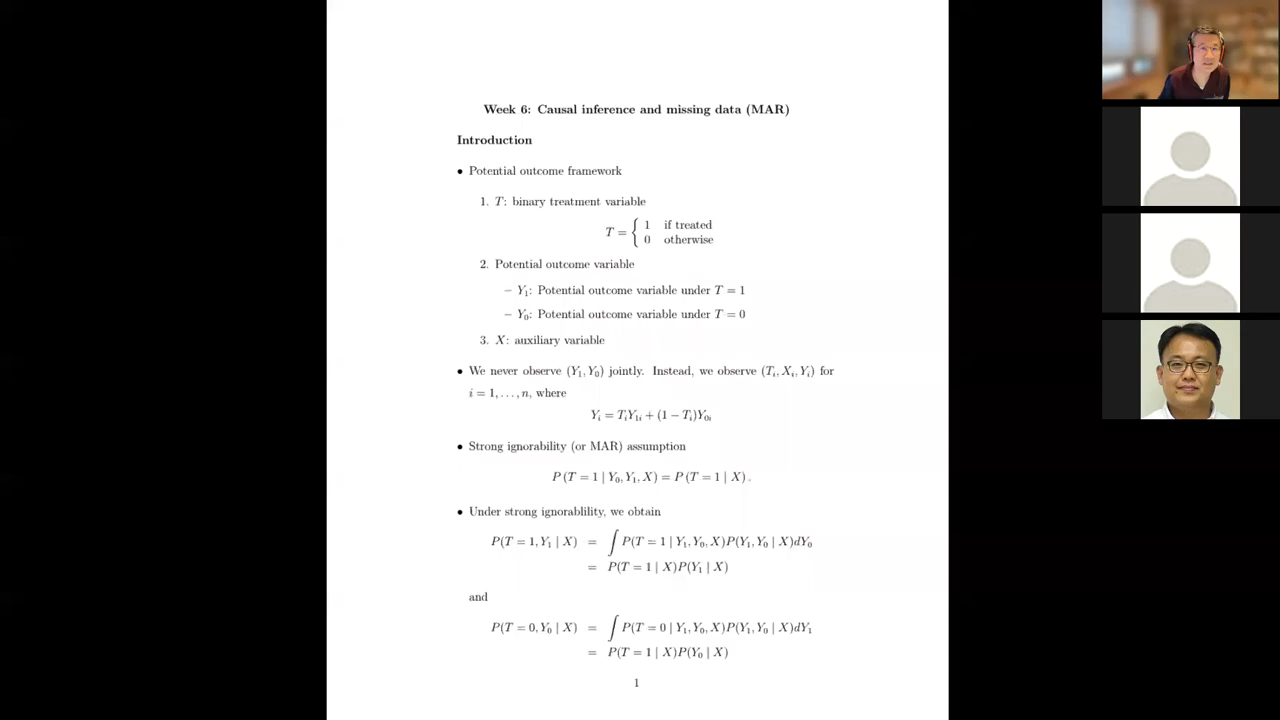 Week 6: Causal inference and missing data (MAR)
Introduction
• Potential outcome framework
1. T: binary treatment variable
T = { 1 if treated
0 otherwise
2. Potential outcome variable
– Y₁: Potential outcome variable under T = 1
– Y₀: Potential outcome variable under T = 0
3. X: auxiliary variable
• We never observe (Y₁, Y₀) jointly. Instead, we observe (Tᵢ, Xᵢ, Yᵢ) for
i = 1, . . . , n, where
Yᵢ = TᵢY₁ᵢ + (1 − Tᵢ)Y₀ᵢ
• Strong ignorability (or MAR) assumption
P (T = 1 | Y₀, Y₁, X) = P (T = 1 | X) .
• Under strong ignorablility, we obtain
P(T = 1, Y₁ | X) = ∫ P(T = 1 | Y₁, Y₀, X)P(Y₁, Y₀ | X)dY₀
= P(T = 1 | X)P(Y₁ | X)
and
P(T = 0, Y₀ | X) = ∫ P(T = 0 | Y₁, Y₀, X)P(Y₁, Y₀ | X)dY₁
= P(T = 1 | X)P(Y₀ | X)
1